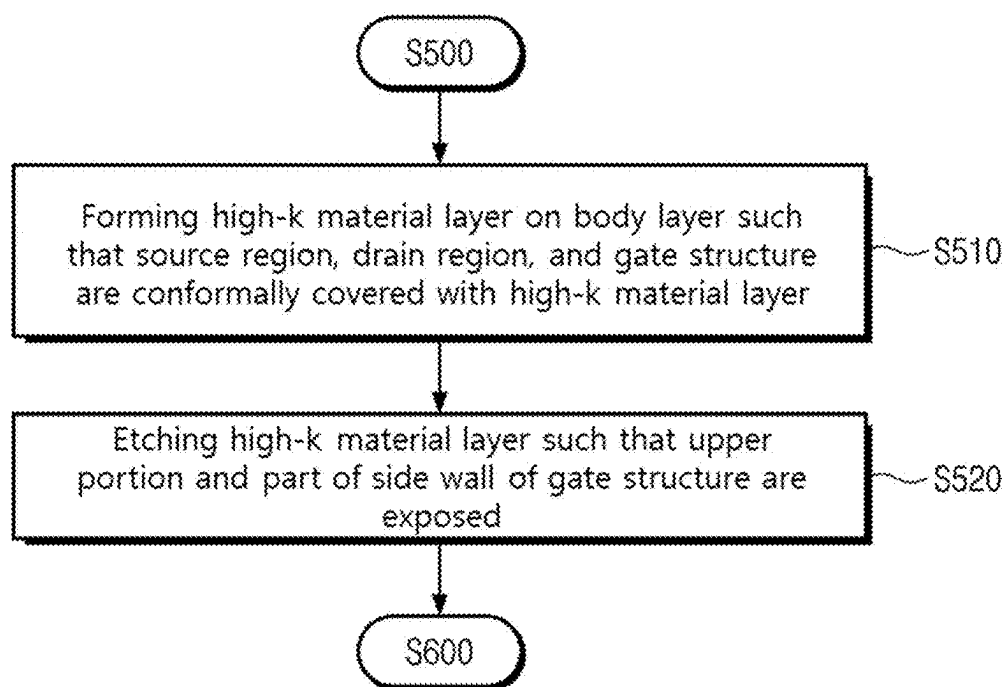 S500
Forming high-k material layer on body layer such
that source region, drain region, and gate structure
are conformally covered with high-k material layer
S510
Etching high-k material layer such that upper
portion and part of side wall of gate structure are
exposed
S520
S600